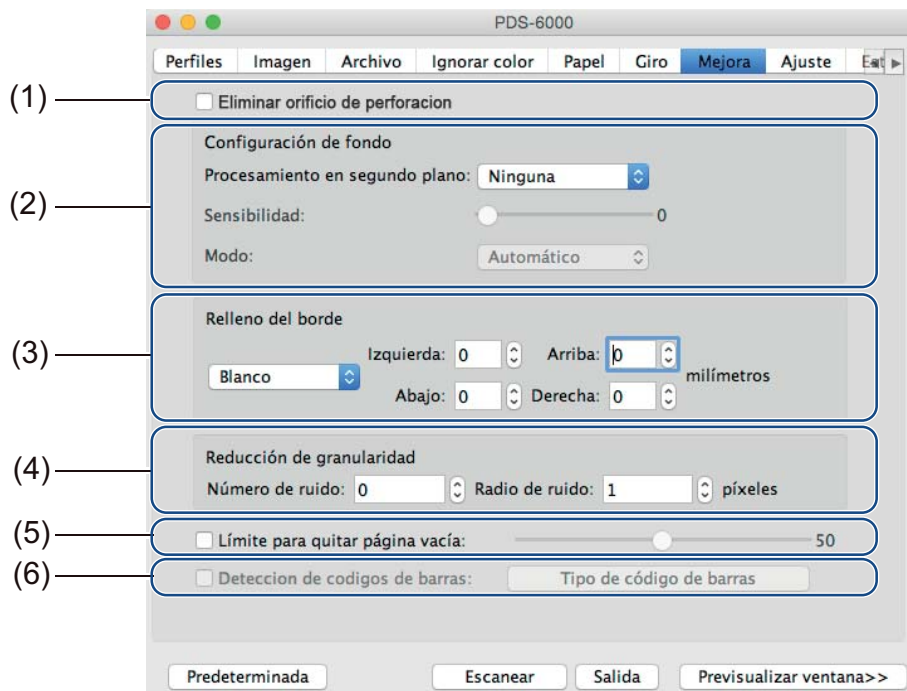 PDS-6000
Perfiles Imagen Archivo Ignorar color Papel Giro Mejora Ajuste
(1) Eliminar orificio de perforacion
(2)
Configuración de fondo
Procesamiento en segundo plano: Ninguna
Sensibilidad: 0
Modo: Automático
(3)
Relleno del borde
Blanco
Izquierda: 0 Arriba: 0
milímetros
Abajo: 0 Derecha: 0
(4)
Reducción de granularidad
Número de ruido: 0 Radio de ruido: 1 píxeles
(5) Límite para quitar página vacía: 50
(6) Deteccion de codigos de barras: Tipo de código de barras
Predeterminada Escanear Salida Previsualizar ventana>>